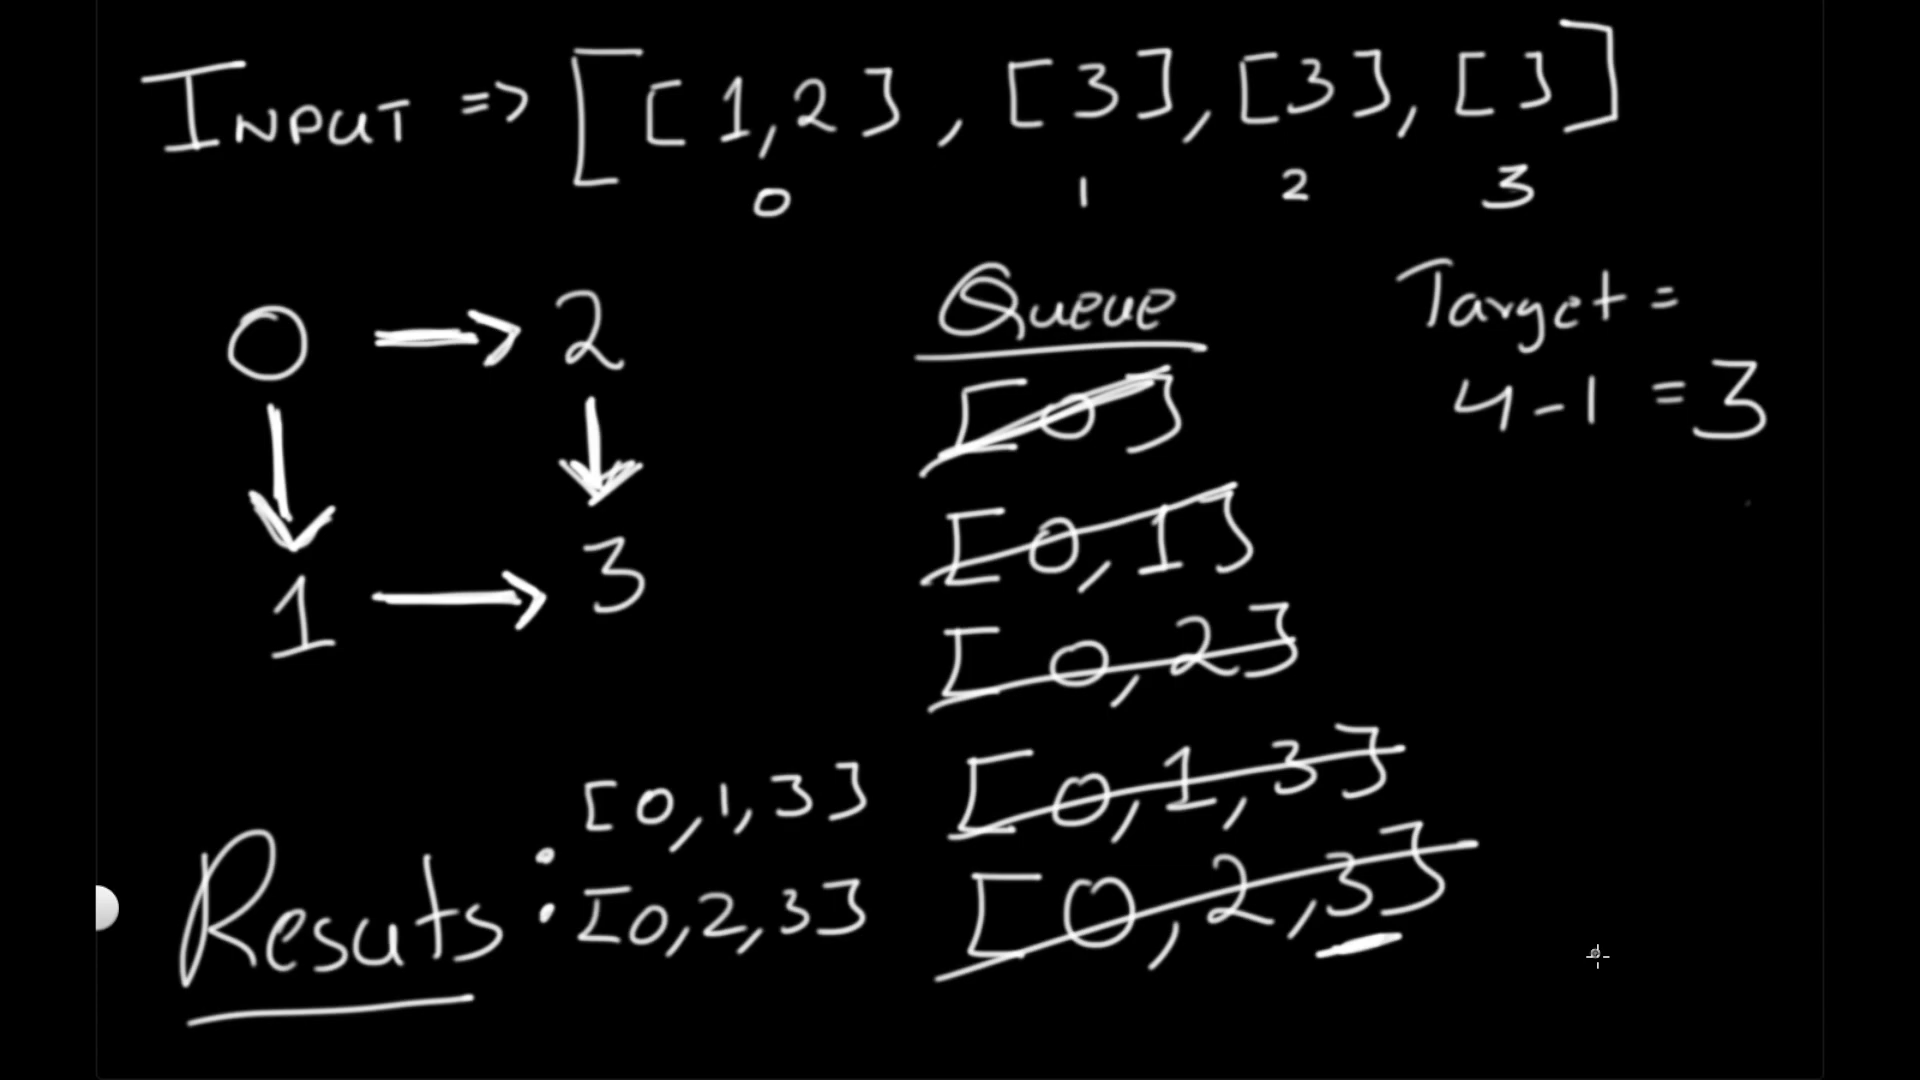 INPUT => [[1,2], [3], [3], []]
0 1 2 3
0 → 2
1 → 3
Queue
[0]
[0,1]
[0,2]
[0,1,3]
[0,2,3]
Target =
4-1 = 3
Resuts :
[0,1,3]
[0,2,3]